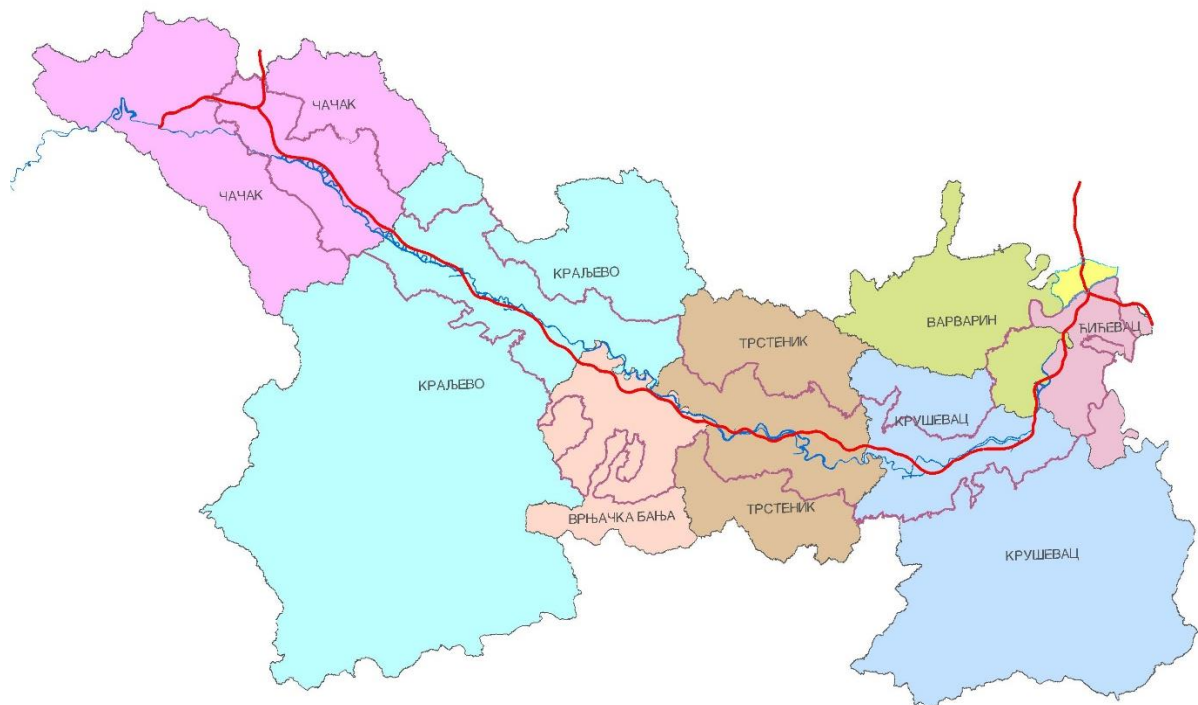 ЧАЧАК
ЧАЧАК
КРАЉЕВО
ВАРВАРИН
ЋИЋЕВАЦ
ТРСТЕНИК
КРАЉЕВО
КРУШЕВАЦ
ТРСТЕНИК
ВРЊАЧКА БАЊА
КРУШЕВАЦ